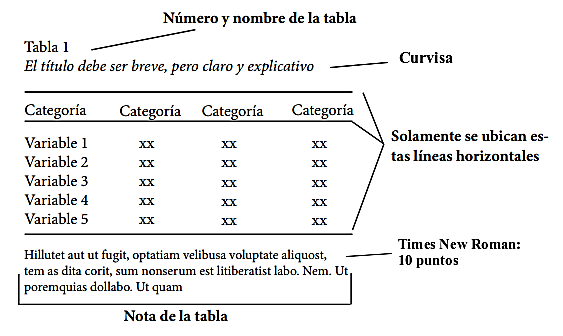 Número y nombre de la tabla
Tabla 1
El título debe ser breve, pero claro y explicativo
Curvisa
Categoría Categoría Categoría Categoría
Solamente se ubican es-
tas líneas horizontales
Variable 1 xx xx xx
Variable 2 xx xx xx
Variable 3 xx xx xx
Variable 4 xx xx xx
Variable 5 xx xx xx
Hillutet aut ut fugit, optatiam velibusa voluptate aliquost,
tem as dita corit, sum nonserum est litiberatist labo. Nem. Ut
poremquias dollabo. Ut quam
Times New Roman:
10 puntos
Nota de la tabla